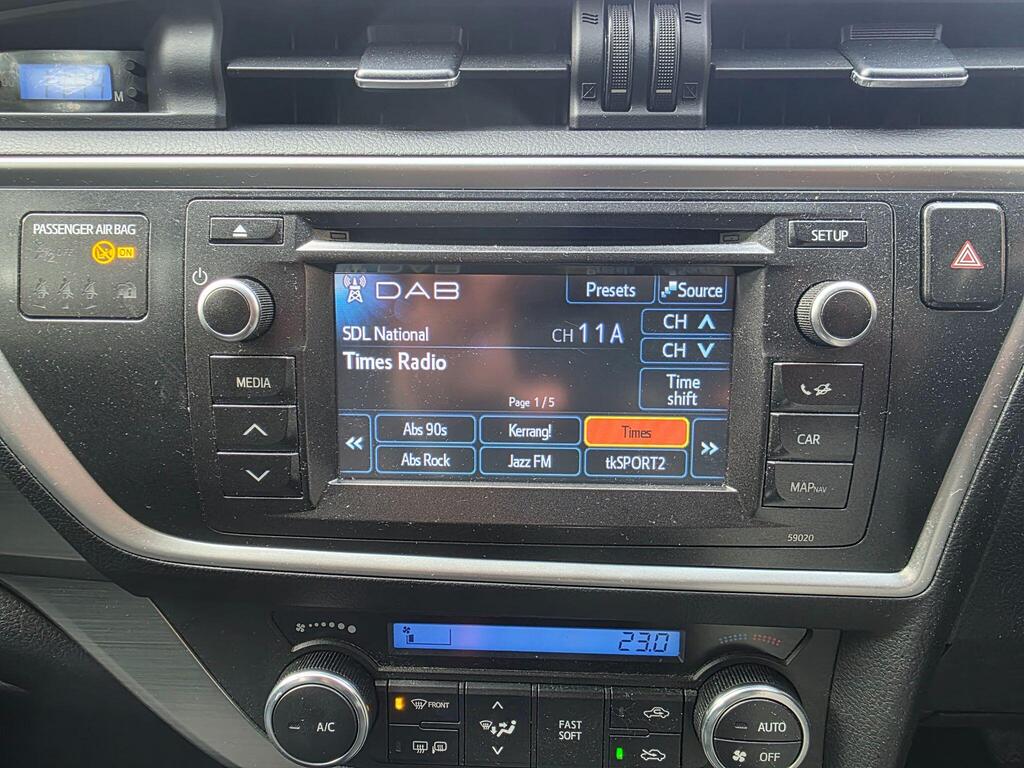 M
PASSENGER AIR BAG
OFF
ON
SETUP
DAB
Presets
Source
SDL National
CH 11A
CH
Times Radio
CH
Time
shift
Page 1 / 5
Abs 90s
Kerrang!
Times
Abs Rock
Jazz FM
tkSPORT2
MEDIA
CAR
MAP NAV
59020
23.0
A/C
FRONT
FAST
SOFT
AUTO
OFF